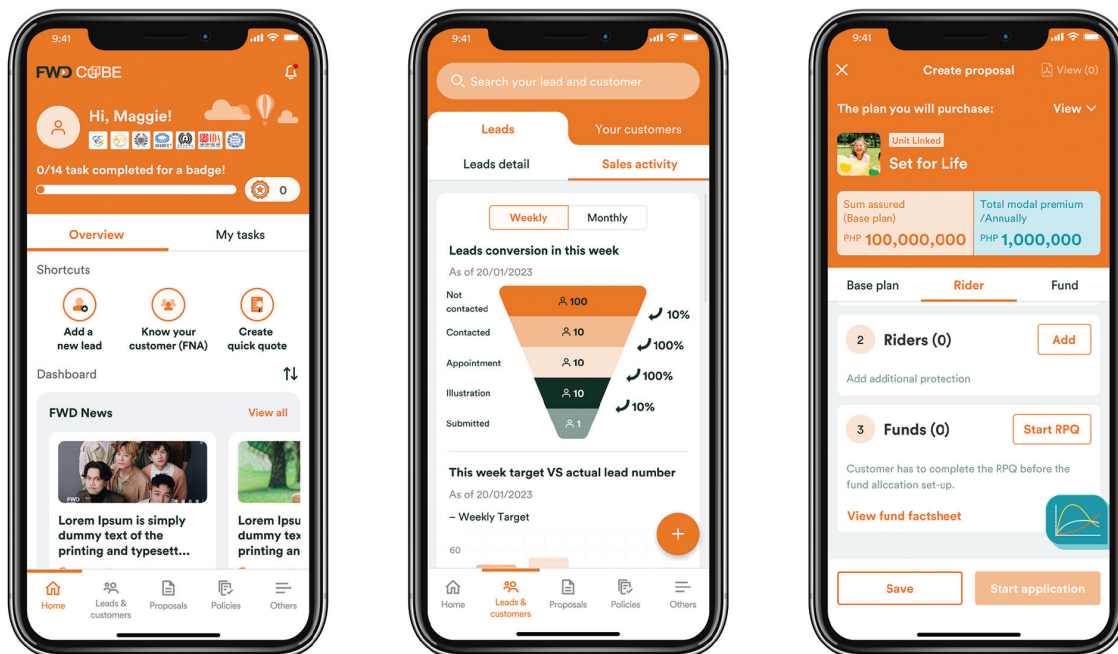 9:41
FWD CUBE
Hi, Maggie!
MDRT
IDA
0/14 task completed for a badge!
0
Overview
My tasks
Shortcuts
Add a
new lead
Know your
customer (FNA)
Create
quick quote
Dashboard
FWD News
View all
FWD
Lorem Ipsum is simply
dummy text of the
printing and typesett...
Lorem Ipsu
dummy tex
printing an
Home
Leads &
customers
Proposals
Policies
Others
9:41
Search your lead and customer
Leads
Your customers
Leads detail
Sales activity
Weekly
Monthly
Leads conversion in this week
As of 20/01/2023
Not
contacted
100
10%
Contacted
10
100%
Appointment
10
100%
Illustration
10
10%
Submitted
1
This week target VS actual lead number
As of 20/01/2023
– Weekly Target
60
+
Home
Leads &
customers
Proposals
Policies
Others
9:41
Create proposal
View (0)
The plan you will purchase:
View
Unit Linked
Set for Life
Sum assured
(Base plan)
PHP 100,000,000
Total modal premium
/Annually
PHP 1,000,000
Base plan
Rider
Fund
2
Riders (0)
Add
Add additional protection
3
Funds (0)
Start RPQ
Customer has to complete the RPQ before the
fund allocation set-up.
View fund factsheet
Save
Start application